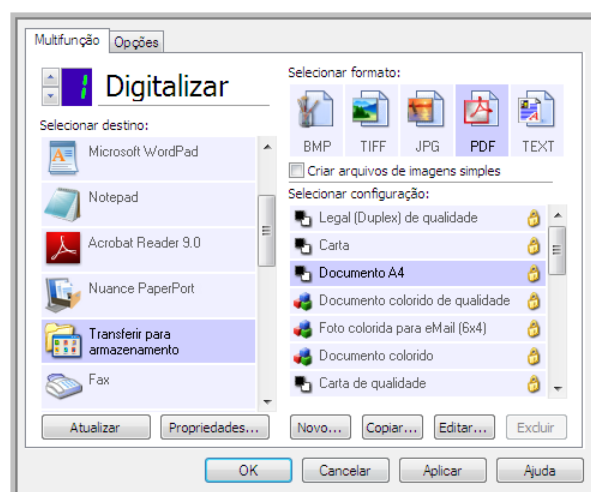 Multifunção
Opções
1
Digitalizar
Selecionar destino:
Microsoft WordPad
Notepad
Acrobat Reader 9.0
Nuance PaperPort
Transferir para
armazenamento
Fax
Atualizar
Propriedades...
Selecionar formato:
BMP
TIFF
JPG
PDF
TEXT
Criar arquivos de imagens simples
Selecionar configuração:
Legal (Duplex) de qualidade
Carta
Documento A4
Documento colorido de qualidade
Foto colorida para eMail (6x4)
Documento colorido
Carta de qualidade
Novo...
Copiar...
Editar...
Excluir
OK
Cancelar
Aplicar
Ajuda